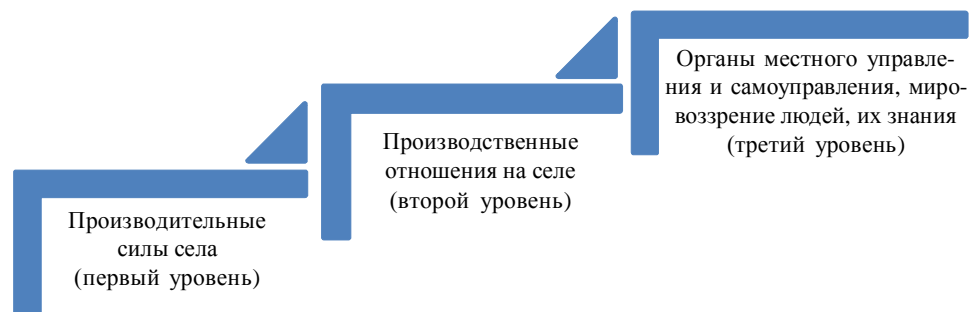 Органы местного управле-
ния и самоуправления, миро-
воззрение людей, их знания
(третий уровень)
Производственные
отношения на селе
(второй уровень)
Производительные
силы села
(первый уровень)